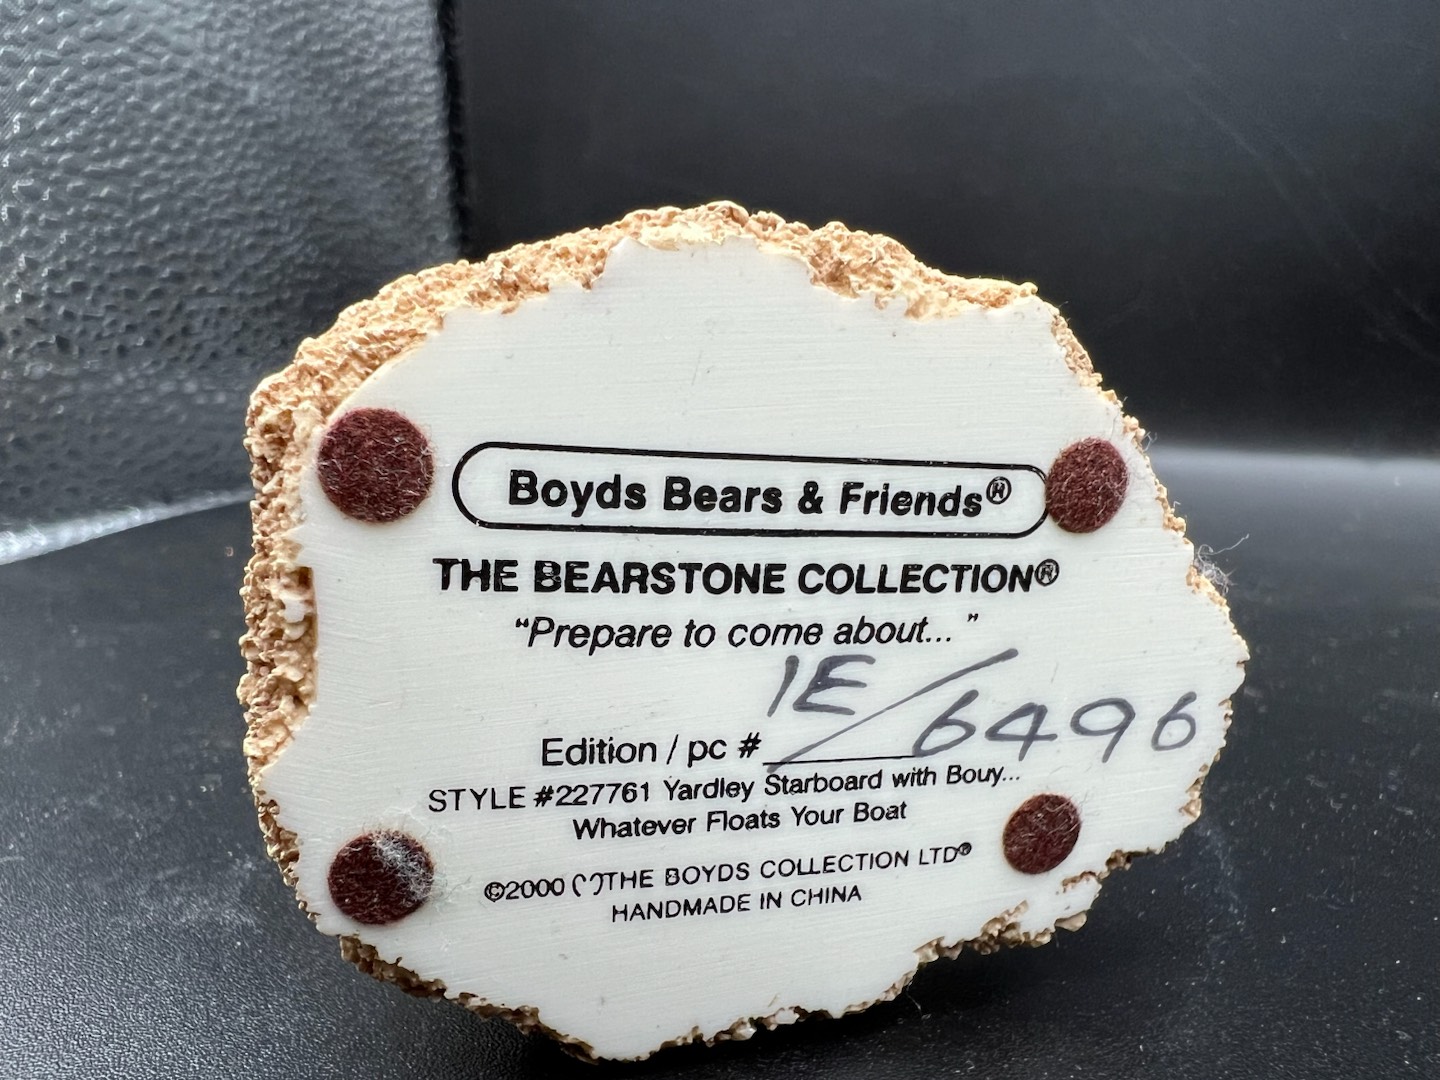 Boyds Bears & Friends®
THE BEARSTONE COLLECTION®
“Prepare to come about... ”
Edition / pc # 1E/6496
STYLE #227761 Yardley Starboard with Bouy...
Whatever Floats Your Boat
©2000 THE BOYDS COLLECTION LTD®
HANDMADE IN CHINA